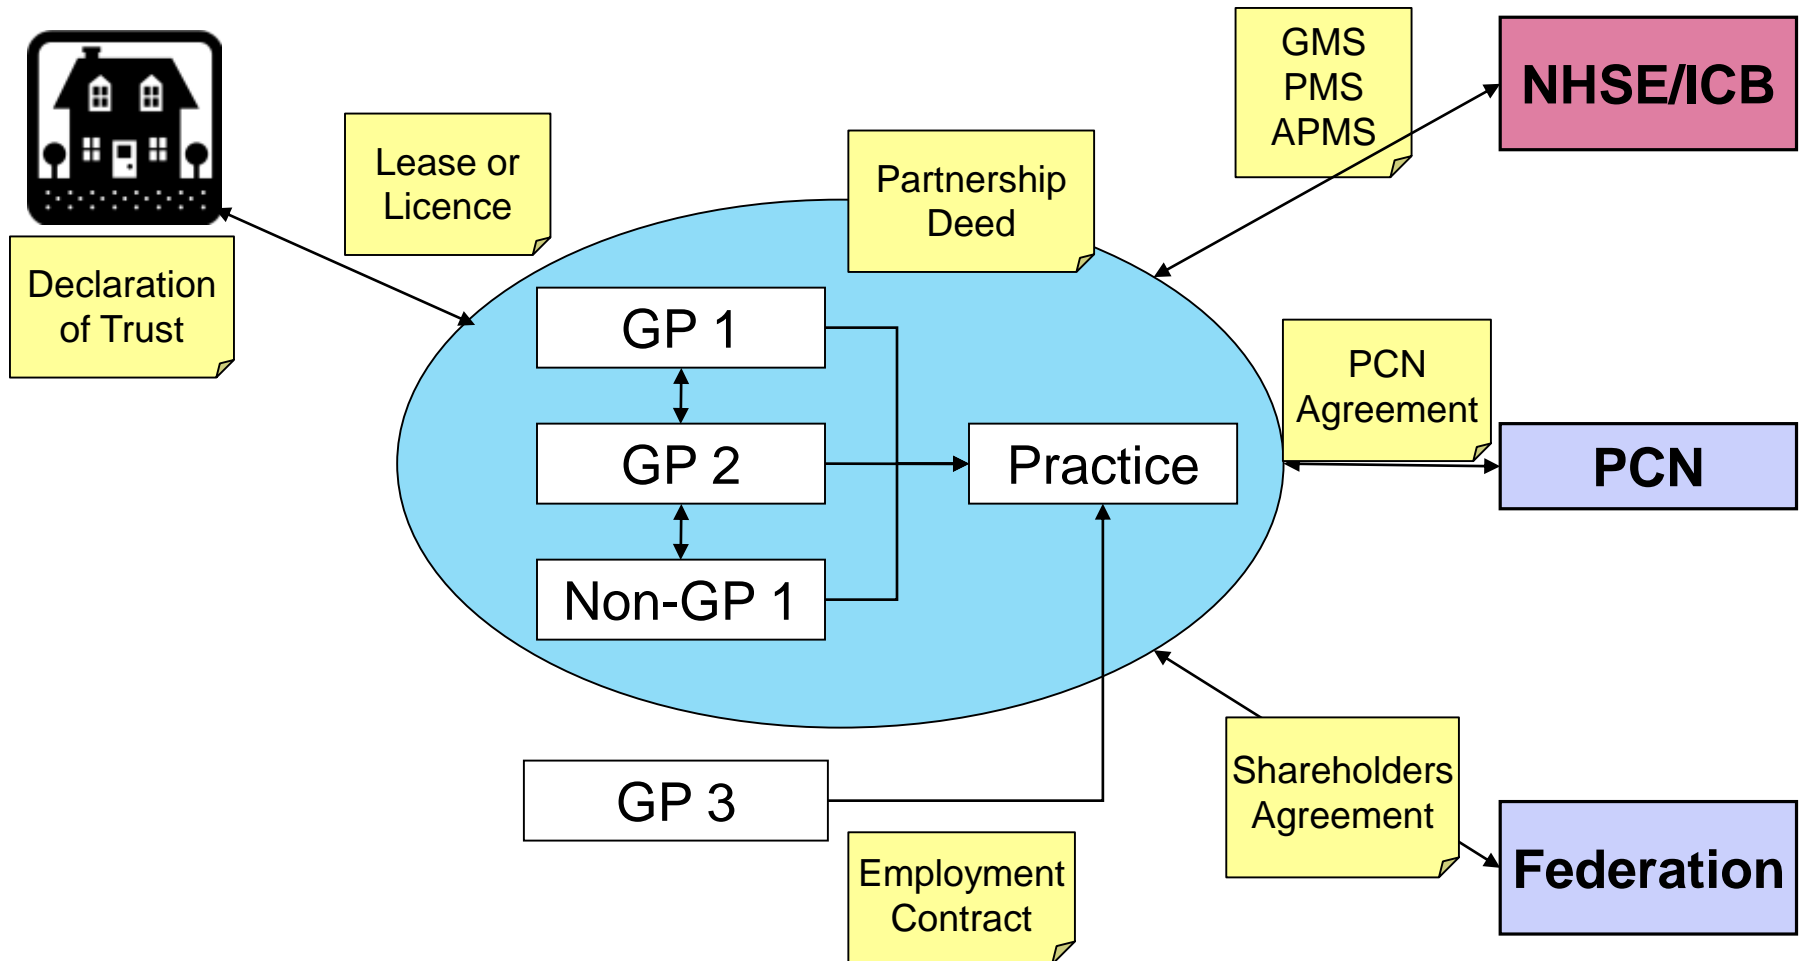 GMS
PMS
APMS
NHSE/ICB
Lease or
Licence
Partnership
Deed
Declaration
of Trust
GP 1
PCN
Agreement
GP 2
Practice
PCN
Non-GP 1
GP 3
Shareholders
Agreement
Federation
Employment
Contract